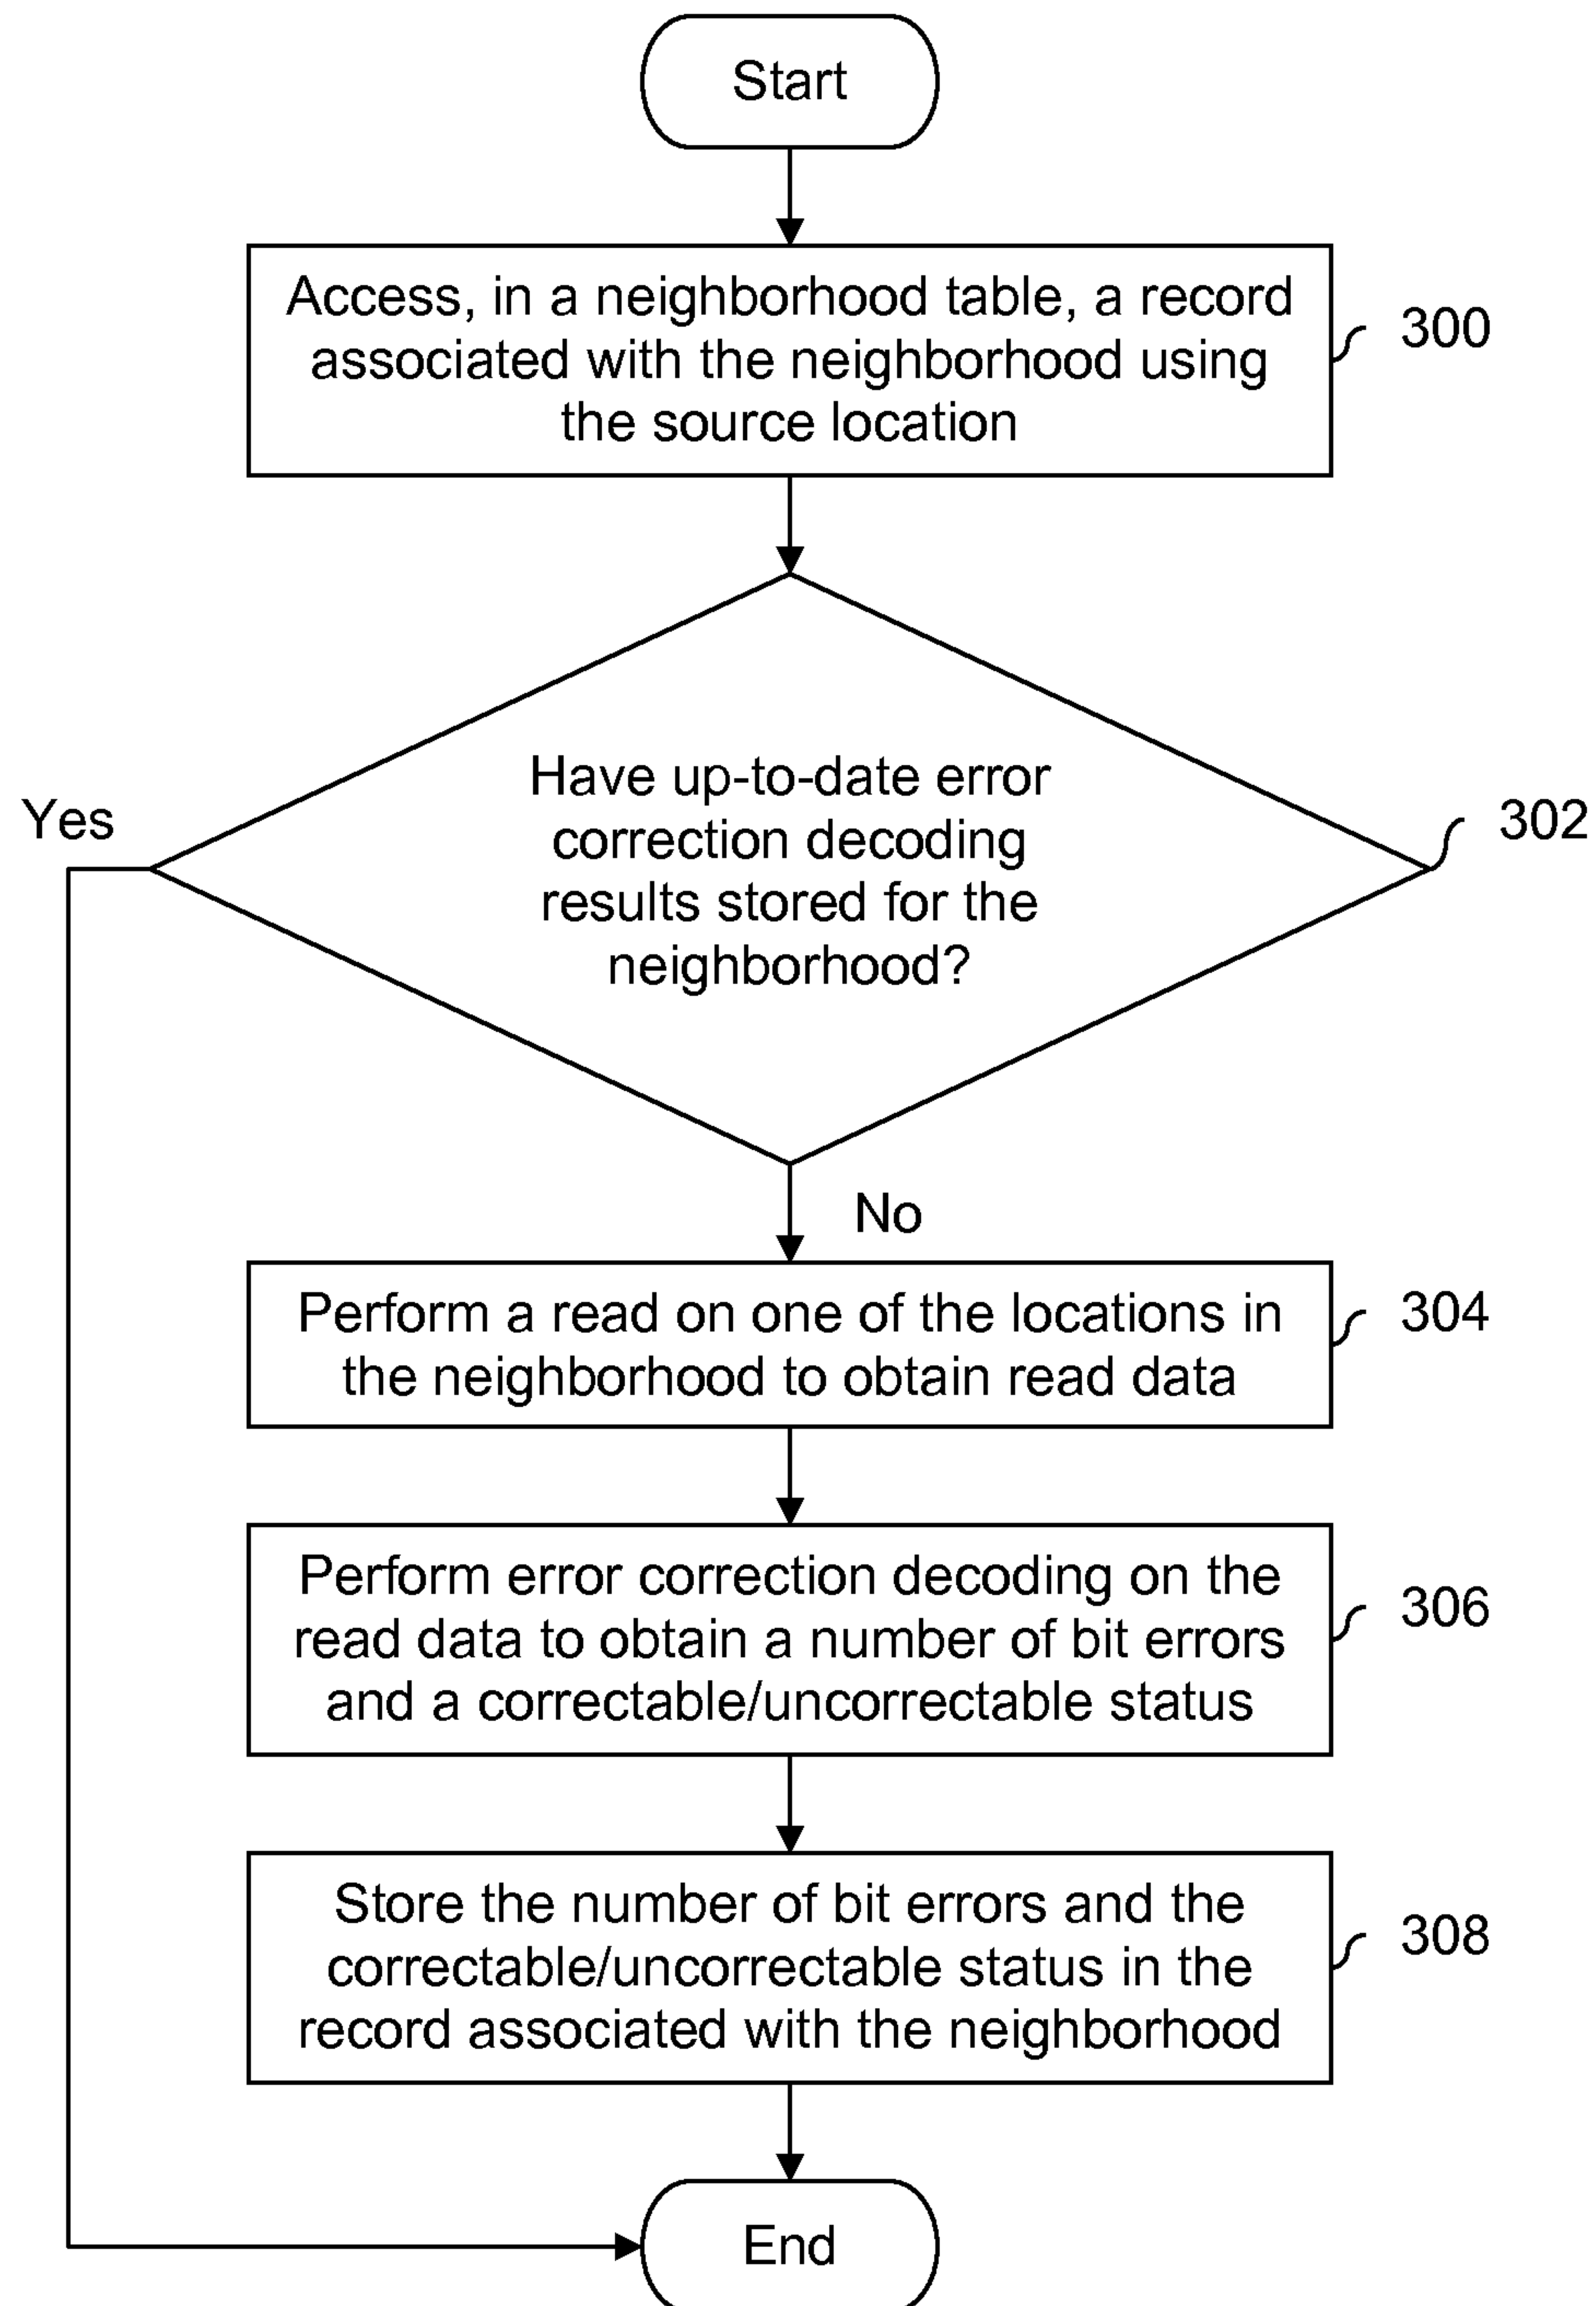 Start
Access, in a neighborhood table, a record
associated with the neighborhood using
the source location
300
Have up-to-date error
correction decoding
results stored for the
neighborhood?
Yes
302
No
Perform a read on one of the locations in
the neighborhood to obtain read data
304
Perform error correction decoding on the
read data to obtain a number of bit errors
and a correctable/uncorrectable status
306
Store the number of bit errors and the
correctable/uncorrectable status in the
record associated with the neighborhood
308
End